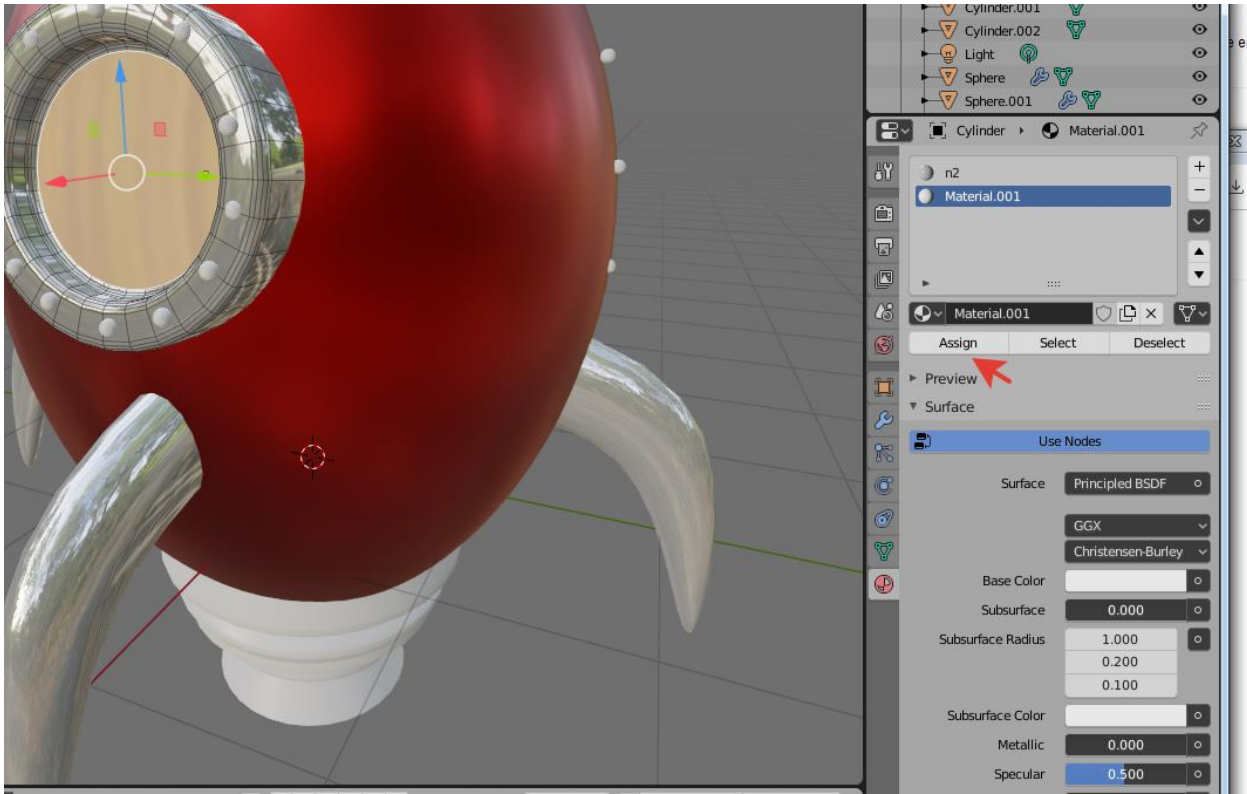 Cylinder.001
Cylinder.002
Light
Sphere
Sphere.001
Cylinder Material.001
n2
Material.001
Material.001
Assign Select Deselect
Preview
Surface
Use Nodes
Surface Principled BSDF
GGX
Christensen-Burley
Base Color
Subsurface 0.000
Subsurface Radius 1.000
0.200
0.100
Subsurface Color
Metallic 0.000
Specular 0.500